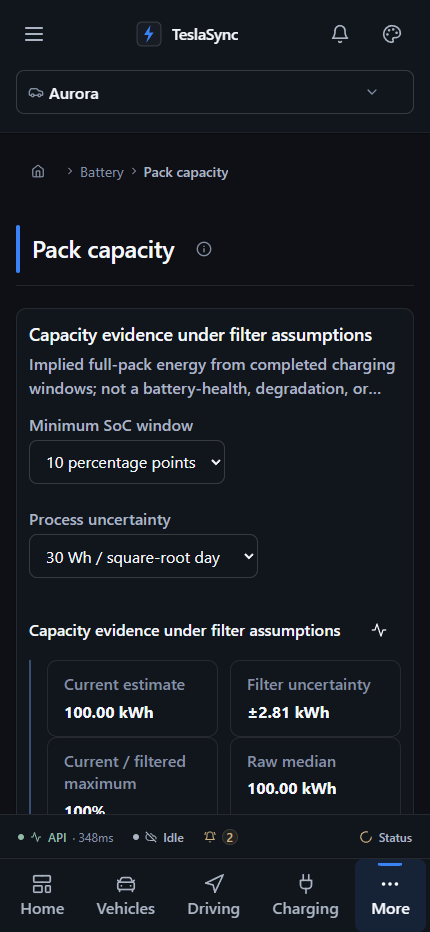 TeslaSync
Aurora
Battery
Pack capacity
Pack capacity
Capacity evidence under filter assumptions
Implied full-pack energy from completed charging
windows; not a battery-health, degradation, or...
Minimum SoC window
10 percentage points
Process uncertainty
30 Wh / square-root day
Capacity evidence under filter assumptions
Current estimate
100.00 kWh
Filter uncertainty
±2.81 kWh
Current / filtered
maximum
100%
Raw median
100.00 kWh
API · 348ms
Idle
2
Status
Home
Vehicles
Driving
Charging
More